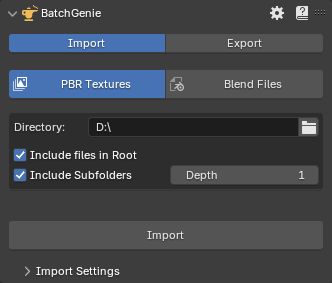 BatchGenie
Import Export
PBR Textures Blend Files
Directory: D:\
Include files in Root
Include Subfolders Depth 1
Import
Import Settings